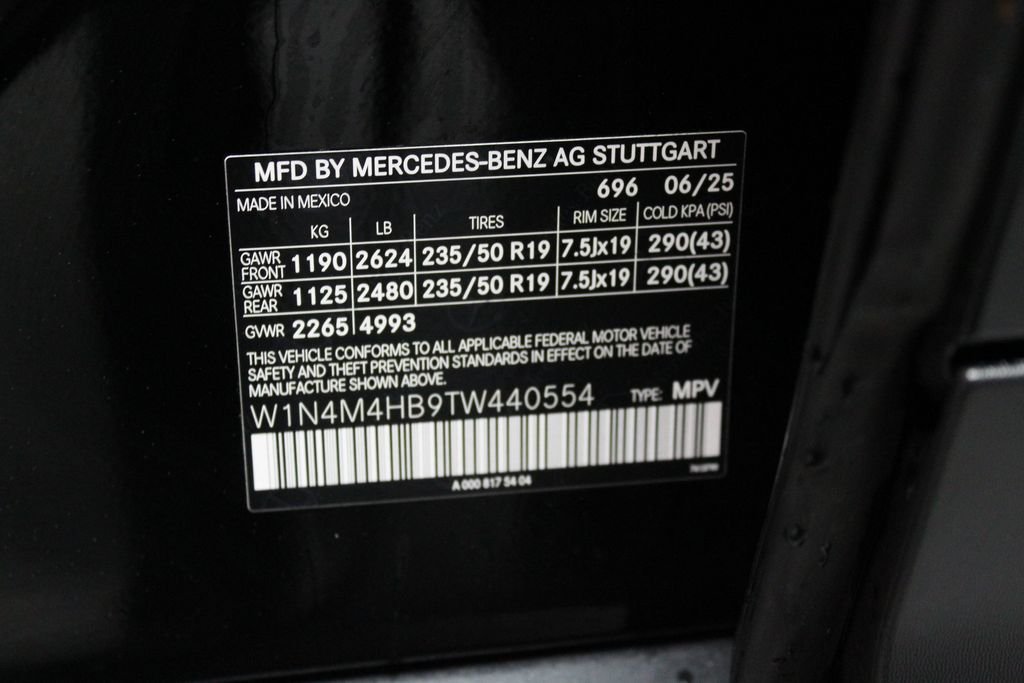 MFD BY MERCEDES-BENZ AG STUTTGART
MADE IN MEXICO 696 06/25
KG LB TIRES RIM SIZE COLD KPA (PSI)
GAWR FRONT 1190 2624 235/50 R19 7.5Jx19 290(43)
GAWR REAR 1125 2480 235/50 R19 7.5Jx19 290(43)
GVWR 2265 4993
THIS VEHICLE CONFORMS TO ALL APPLICABLE FEDERAL MOTOR VEHICLE
SAFETY AND THEFT PREVENTION STANDARDS IN EFFECT ON THE DATE OF
MANUFACTURE SHOWN ABOVE.
W1N4M4HB9TW440554 TYPE: MPV
A 000 817 54 04